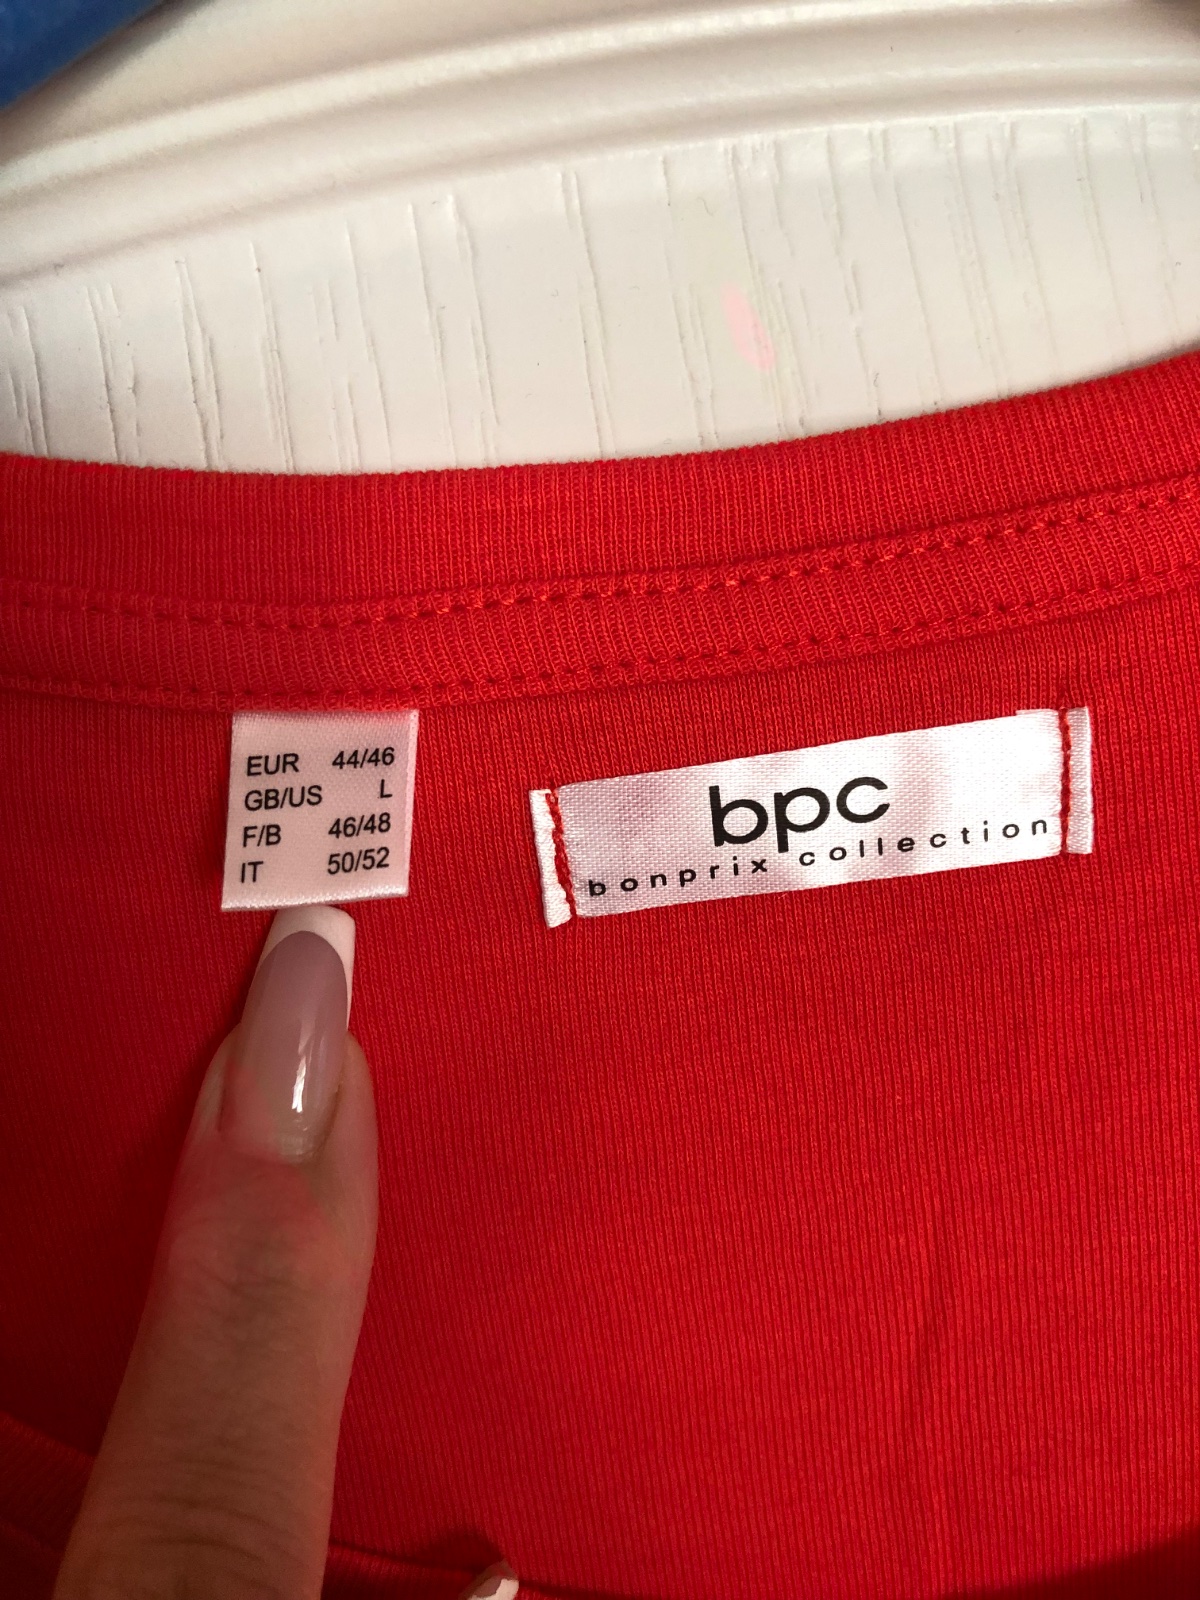 EUR 44/46
GB/US L
F/B 46/48
IT 50/52
bpc
bonprix collection